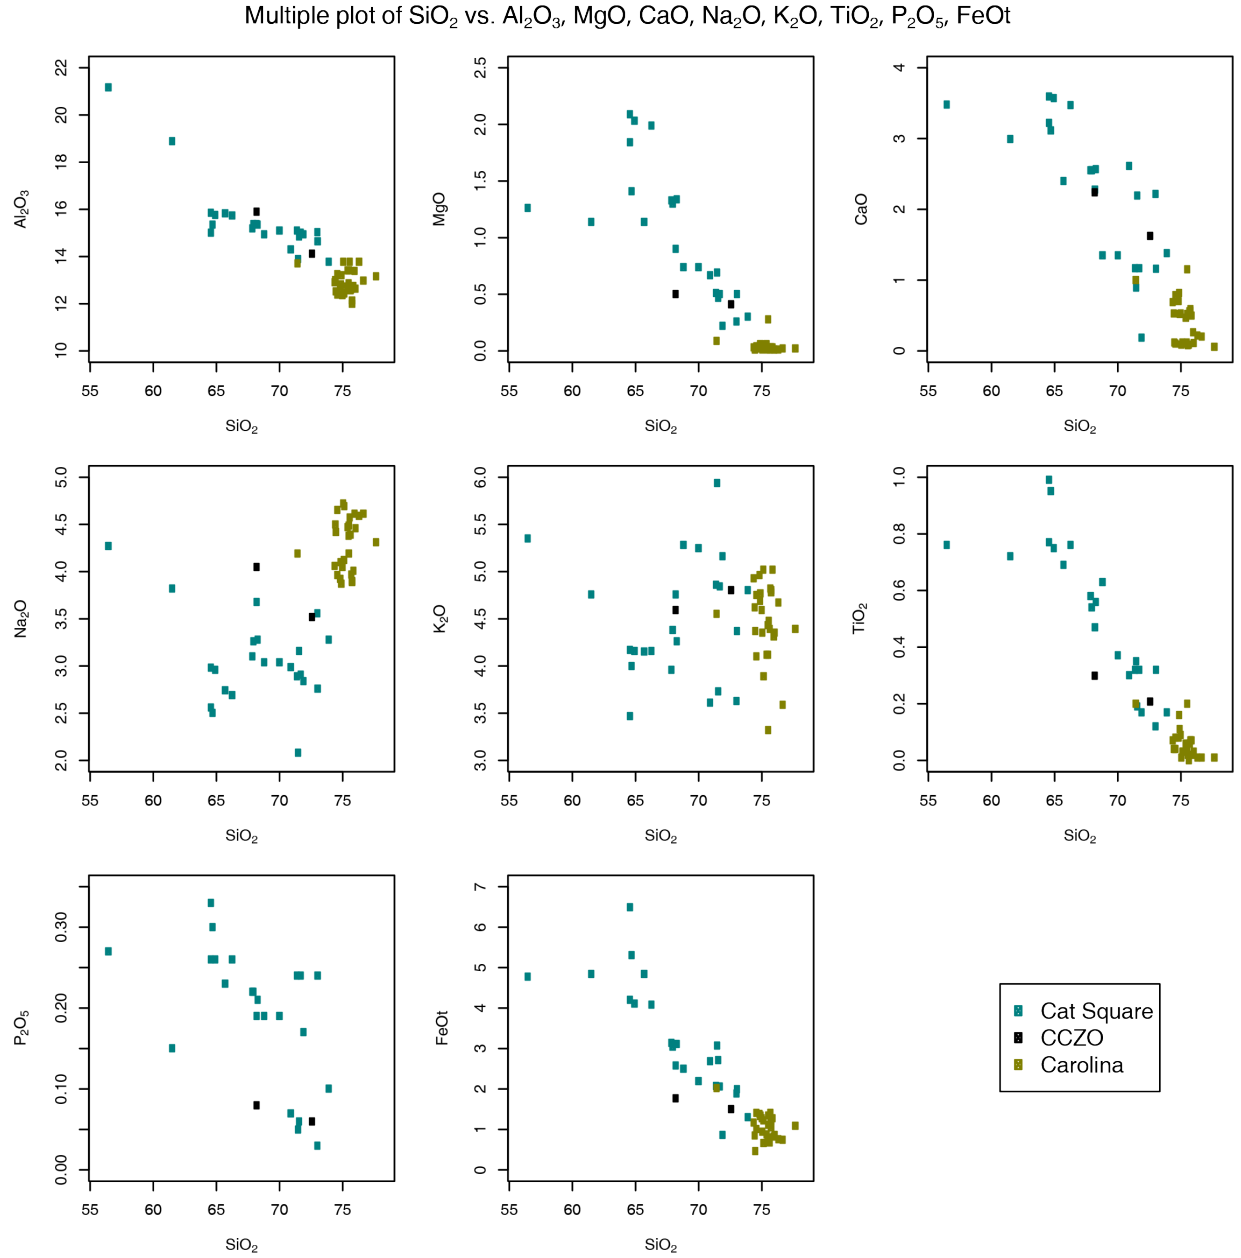 Multiple plot of SiO₂ vs. Al₂O₃, MgO, CaO, Na₂O, K₂O, TiO₂, P₂O₅, FeOt
Al₂O₃
22
20
18
16
14
12
10
55 60 65 70 75
SiO₂
MgO
2.5
2.0
1.5
1.0
0.5
0.0
55 60 65 70 75
SiO₂
CaO
4
3
2
1
0
55 60 65 70 75
SiO₂
Na₂O
5.0
4.5
4.0
3.5
3.0
2.5
2.0
55 60 65 70 75
SiO₂
K₂O
6.0
5.5
5.0
4.5
4.0
3.5
3.0
55 60 65 70 75
SiO₂
TiO₂
1.0
0.8
0.6
0.4
0.2
0.0
55 60 65 70 75
SiO₂
P₂O₅
0.30
0.20
0.10
0.00
55 60 65 70 75
SiO₂
FeOt
7
6
5
4
3
2
1
0
55 60 65 70 75
SiO₂
Cat Square
CCZO
Carolina